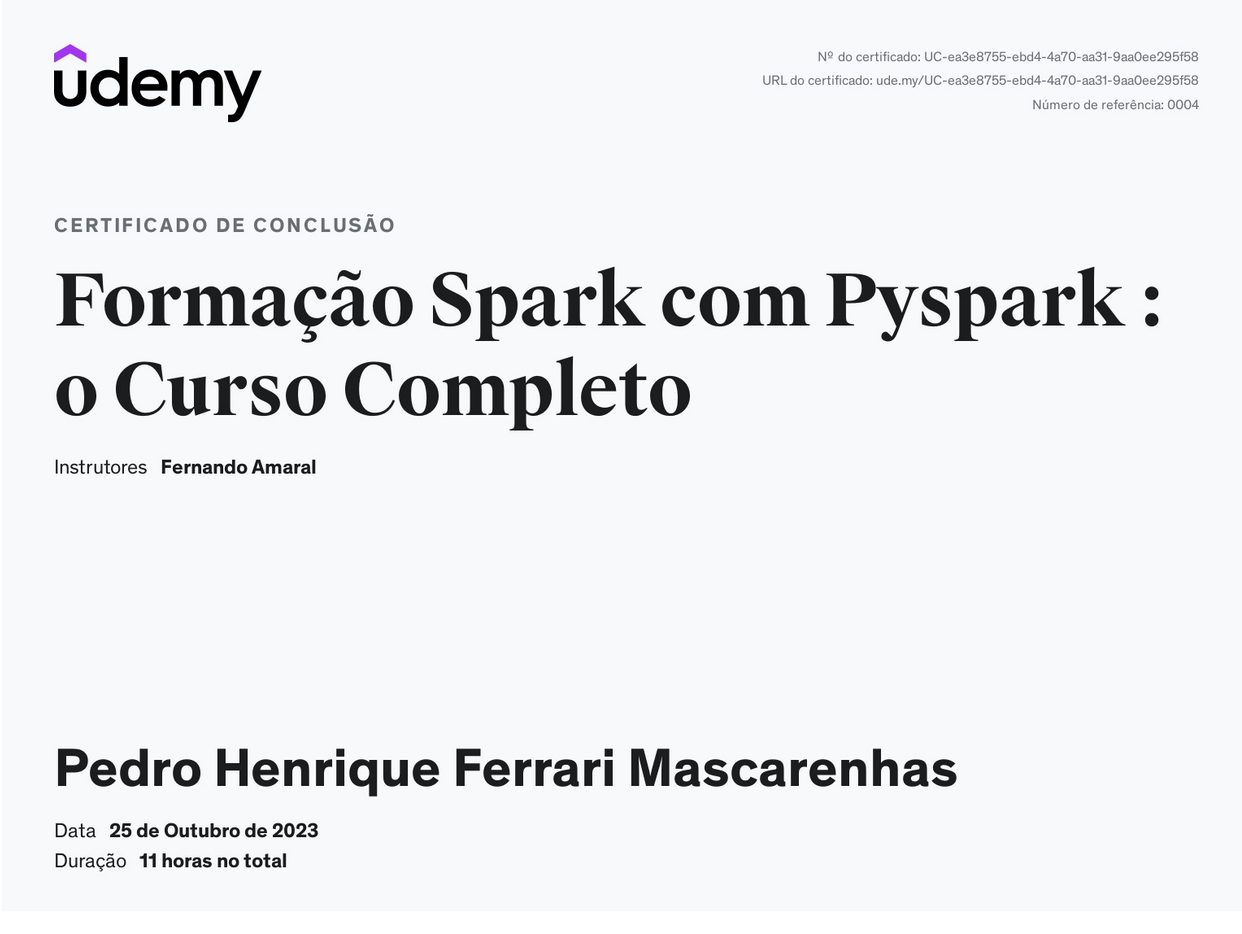 udemy
Nº do certificado: UC-ea3e8755-ebd4-4a70-aa31-9aa0ee295f58
URL do certificado: ude.my/UC-ea3e8755-ebd4-4a70-aa31-9aa0ee295f58
Número de referência: 0004
CERTIFICADO DE CONCLUSÃO
Formação Spark com Pyspark :
o Curso Completo
Instrutores Fernando Amaral
Pedro Henrique Ferrari Mascarenhas
Data 25 de Outubro de 2023
Duração 11 horas no total